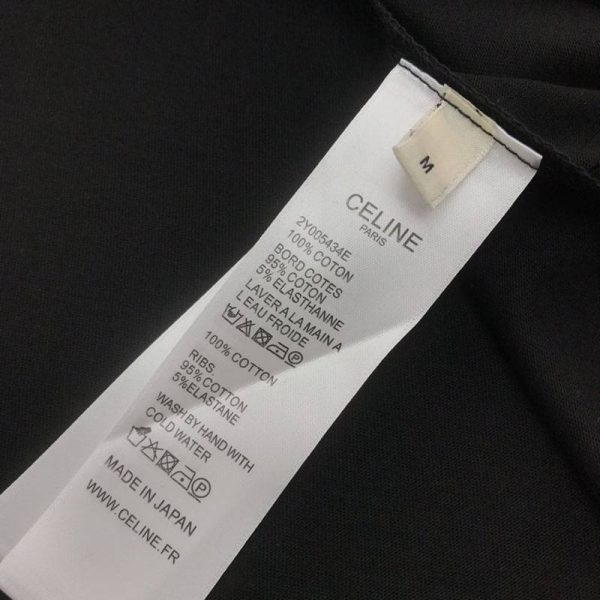 M
CELINE
PARIS
2Y005434E
100% COTON
BORD COTES
95% COTON
5% ELASTHANNE
LAVER A LA MAIN A
L EAU FROIDE
P
100% COTTON
RIBS
95% COTTON
5%ELASTANE
WASH BY HAND WITH
COLD WATER
P
MADE IN JAPAN
WWW.CELINE.FR